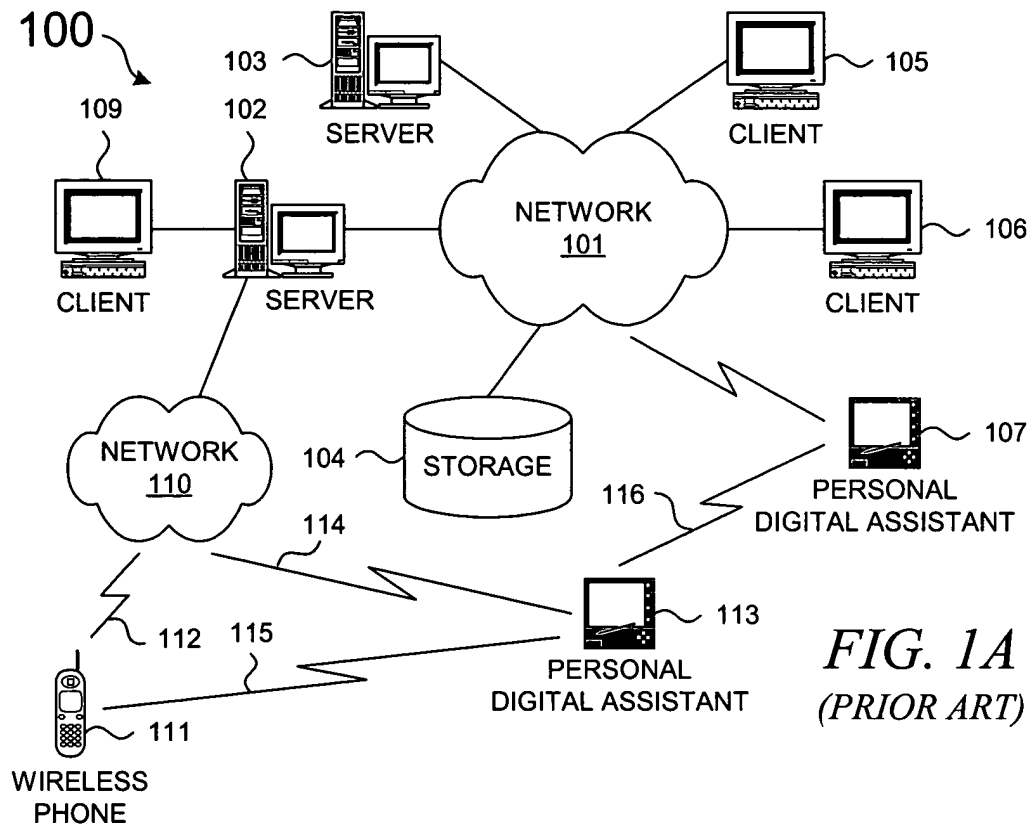 100
103
SERVER
105
CLIENT
109
CLIENT
102
SERVER
NETWORK
101
106
CLIENT
NETWORK
110
104
STORAGE
107
PERSONAL
DIGITAL ASSISTANT
116
114
112
115
113
PERSONAL
DIGITAL ASSISTANT
111
WIRELESS
PHONE
FIG. 1A
(PRIOR ART)